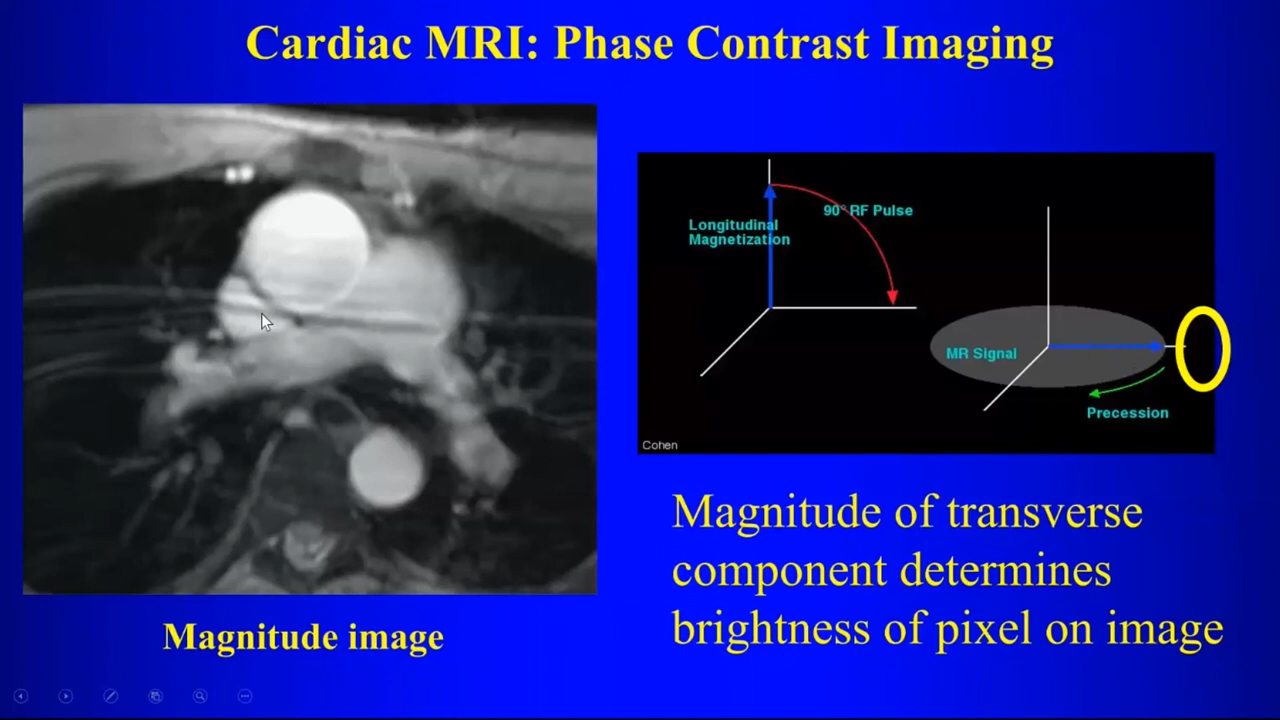 Cardiac MRI: Phase Contrast Imaging
Longitudinal
Magnetization
90° RF Pulse
MR Signal
Precession
Cohen
Magnitude of transverse
component determines
brightness of pixel on image
Magnitude image